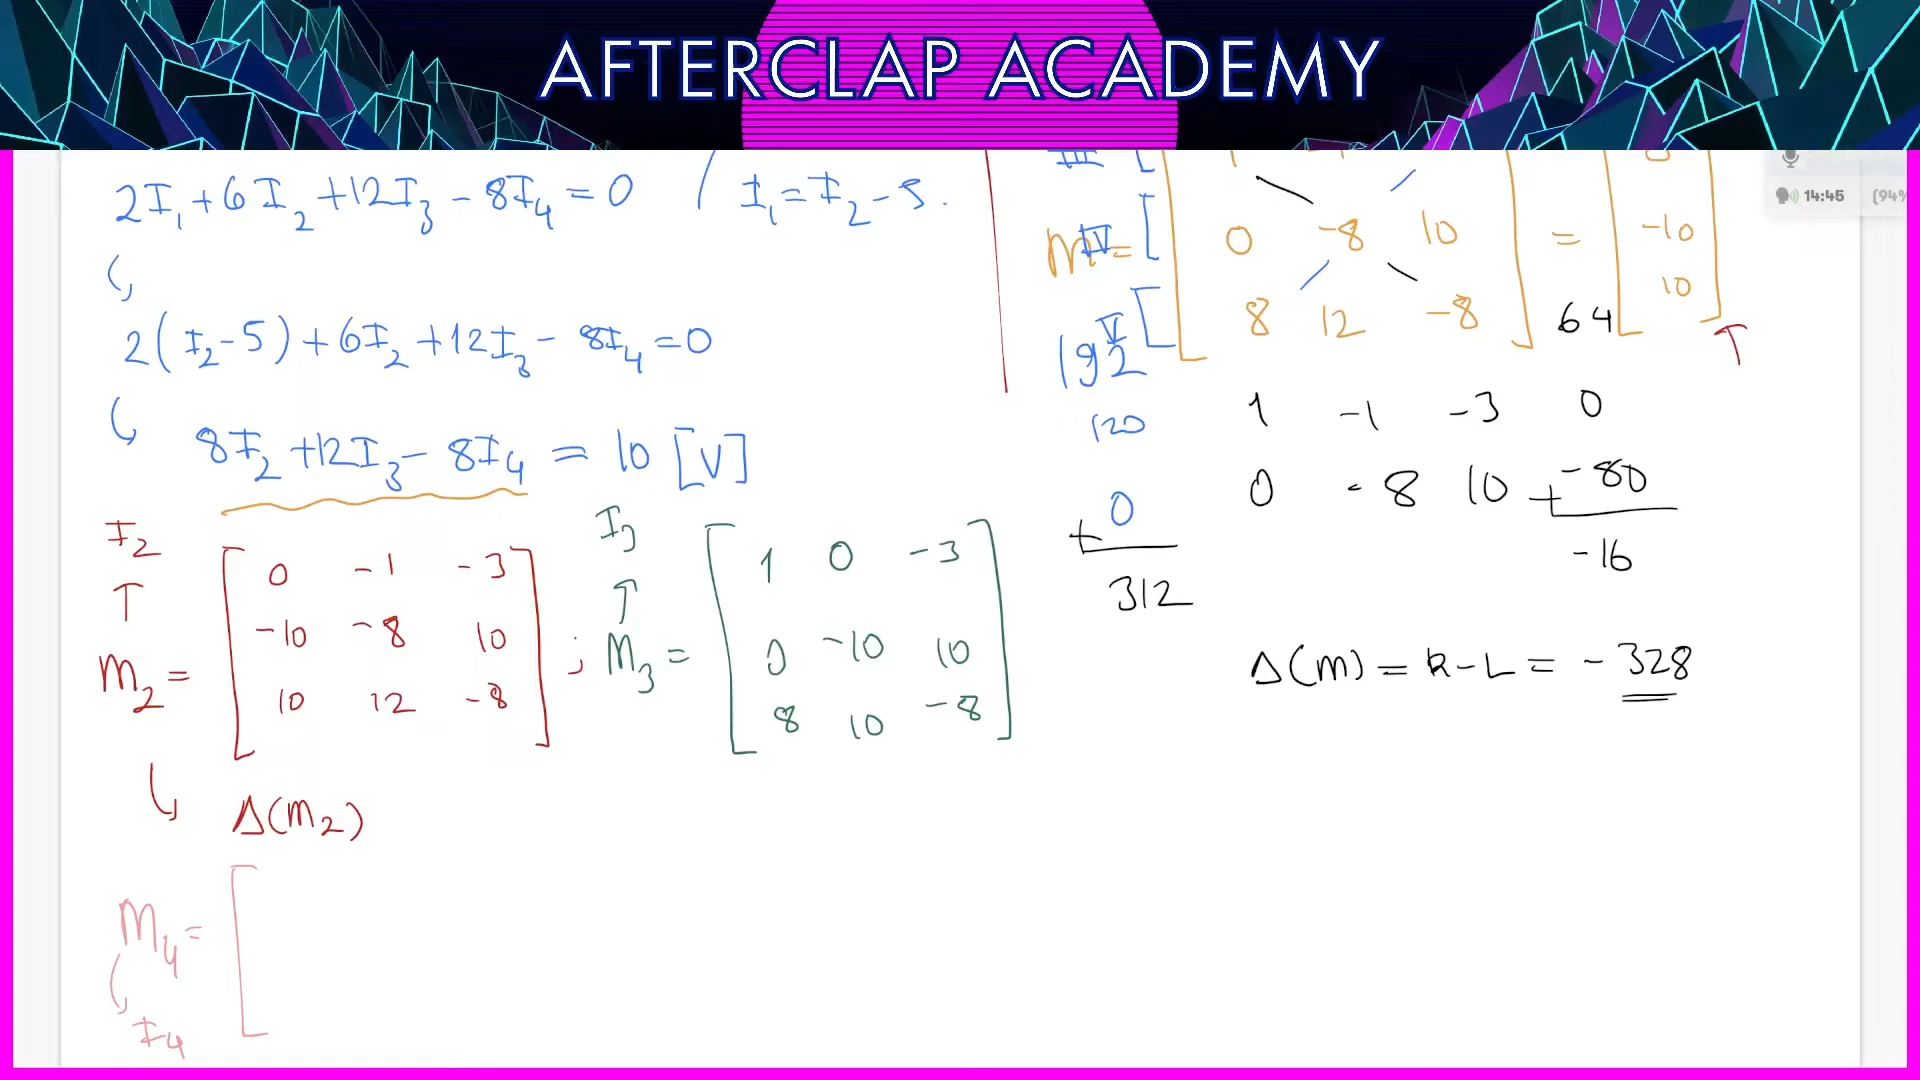 AFTERCLAP ACADEMY
14:45
2I₁+6I₂+12I₃-8I₄=0 / I₁=I₂-5.
2(I₂-5)+6I₂+12I₃-8I₄=0
8I₂+12I₃-8I₄=10 [V]
I₂
↑
M₂= [ 0 -1 -3
-10 -8 10
10 12 -8 ] ;
Δ(M₂)
I₃
↑
M₃= [ 1 0 -3
0 -10 10
8 10 -8 ]
M₄= [
I₄
III [
IV [
V [
M= [ 0 -8 10
8 12 -8 ] = [ -10
10 ]
↑
1 -1 -3 0
0 -8 10
64
+ -80
-16
192
120
+ 0
312
Δ(M)=R-L=-328